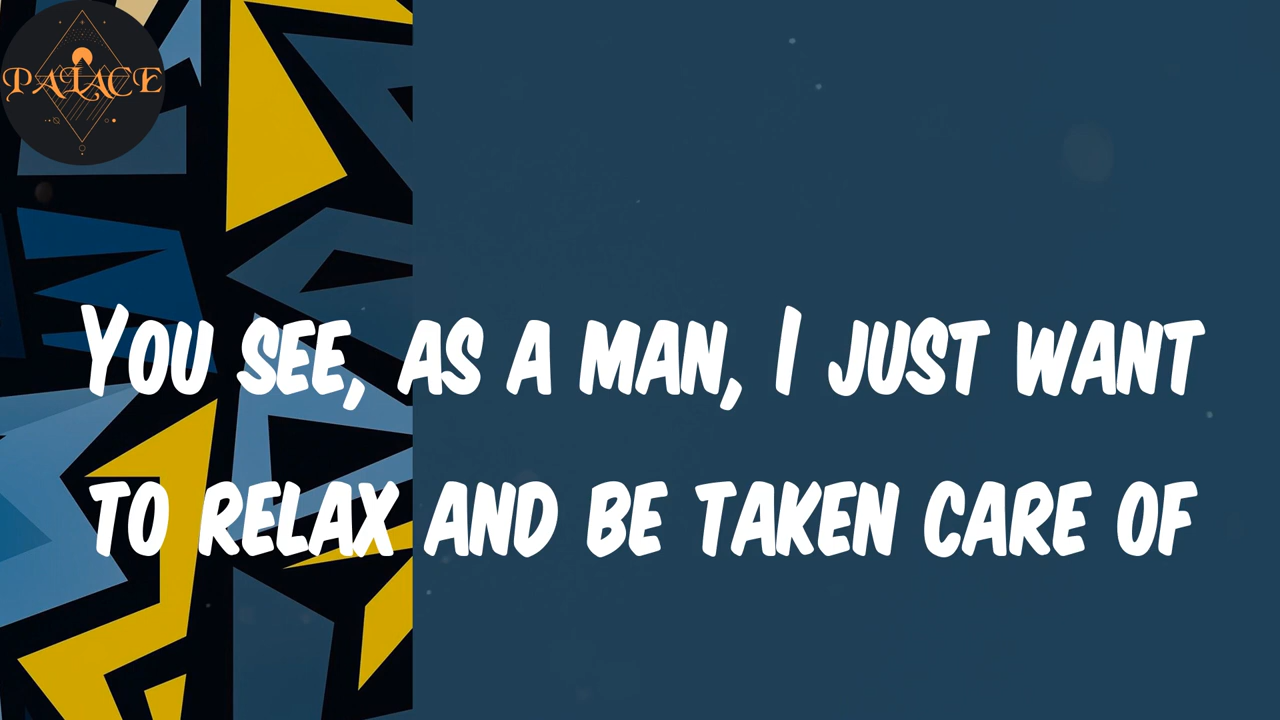 PALACE
You see, as a man, I just want
to relax and be taken care of